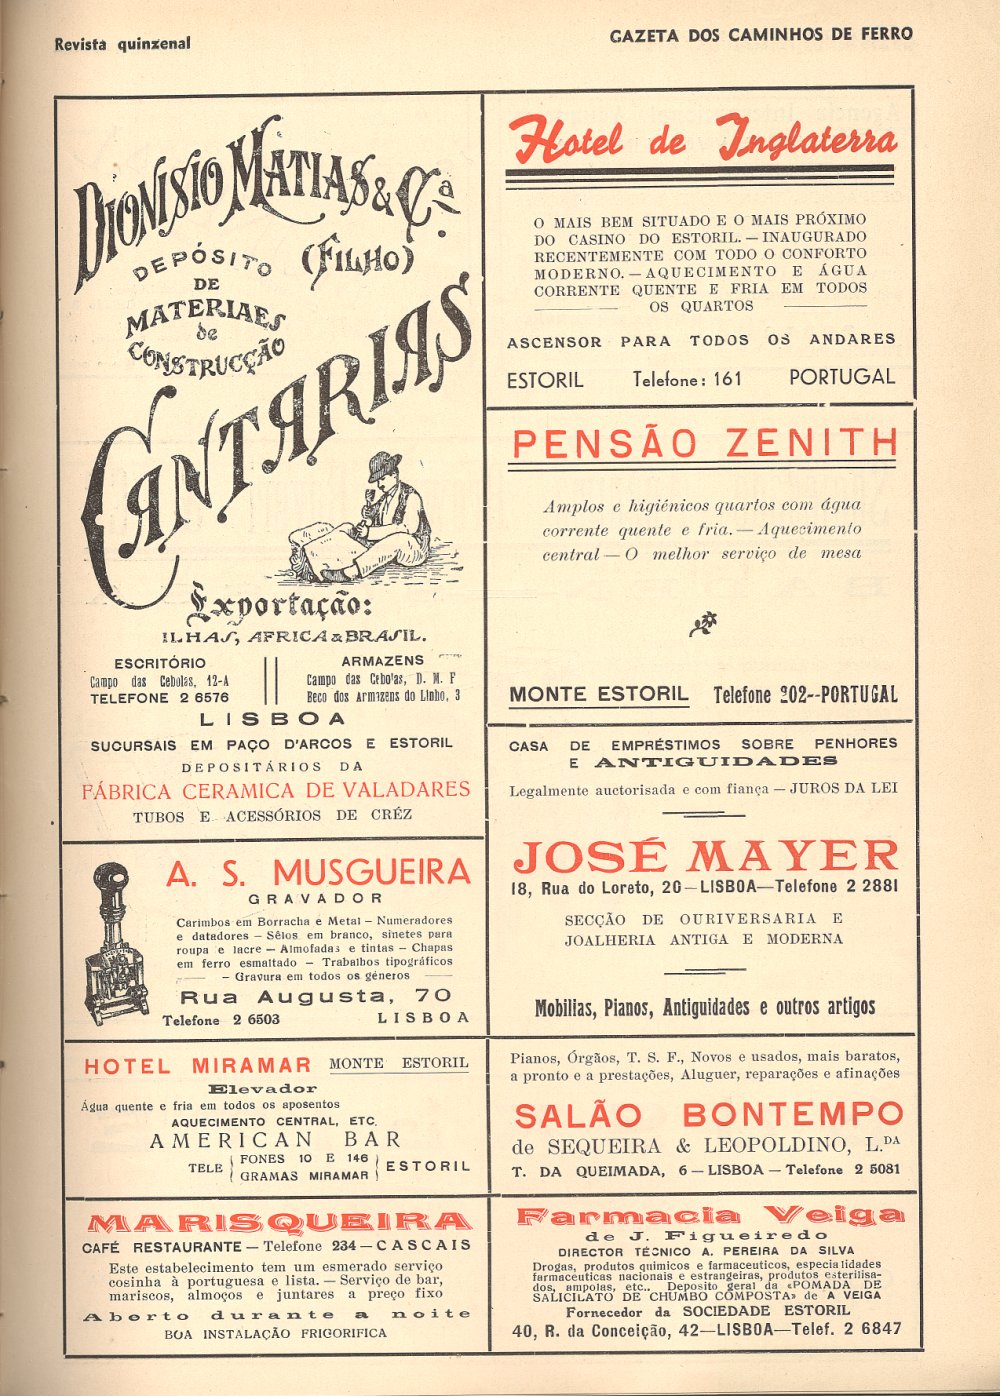 Revista quinzenal
GAZETA DOS CAMINHOS DE FERRO
DIONISIO MATIAS & C.ª
(FILHO)
DEPÓSITO
DE
MATERIAES
de
CONSTRUCÇÃO
CANTARIAS
Exportação:
ILHAS, AFRICA & BRASIL.
ESCRITÓRIO
Campo das Cebolas, 12-A
TELEFONE 2 6576
ARMAZENS
Campo das Cebolas, D. M. F
Beco dos Armazens do Linho, 3
LISBOA
SUCURSAIS EM PAÇO D'ARCOS E ESTORIL
DEPOSITÁRIOS DA
FÁBRICA CERAMICA DE VALADARES
TUBOS E ACESSÓRIOS DE CRÉZ
A. S. MUSGUEIRA
GRAVADOR
Carimbos em Borracha e Metal — Numeradores
e datadores — Sêlos em branco, sinetes para
roupa e lacre — Almofadas e tintas — Chapas
em ferro esmaltado — Trabalhos tipográficos
— Gravura em todos os géneros
Rua Augusta, 70
Telefone 2 6503 LISBOA
HOTEL MIRAMAR MONTE ESTORIL
Elevador
Água quente e fria em todos os aposentos
AQUECIMENTO CENTRAL, ETC.
AMERICAN BAR
TELE FONES 10 E 146
GRAMAS MIRAMAR
ESTORIL
MARISQUEIRA
CAFÉ RESTAURANTE — Telefone 234 — CASCAIS
Este estabelecimento tem um esmerado serviço
cosinha à portuguesa e lista. — Serviço de bar,
mariscos, almoços e juntares a preço fixo
Aberto durante a noite
BOA INSTALAÇÃO FRIGORIFICA
Hotel de Inglaterra
O MAIS BEM SITUADO E O MAIS PRÓXIMO
DO CASINO DO ESTORIL. — INAUGURADO
RECENTEMENTE COM TODO O CONFORTO
MODERNO. — AQUECIMENTO E ÁGUA
CORRENTE QUENTE E FRIA EM TODOS
OS QUARTOS
ASCENSOR PARA TODOS OS ANDARES
ESTORIL Telefone: 161 PORTUGAL
PENSÃO ZENITH
Amplos e higiénicos quartos com água
corrente quente e fria. — Aquecimento
central — O melhor serviço de mesa
MONTE ESTORIL Telefone 202--PORTUGAL
CASA DE EMPRÉSTIMOS SOBRE PENHORES
E ANTIGUIDADES
Legalmente auctorisada e com fiança — JUROS DA LEI
JOSÉ MAYER
18, Rua do Loreto, 20—LISBOA—Telefone 2 2881
SECÇÃO DE OURIVERSARIA E
JOALHERIA ANTIGA E MODERNA
Mobilias, Pianos, Antiguidades e outros artigos
Pianos, Órgãos, T. S. F., Novos e usados, mais baratos,
a pronto e a prestações, Aluguer, reparações e afinações
SALÃO BONTEMPO
de SEQUEIRA & LEOPOLDINO, L.DA
T. DA QUEIMADA, 6 — LISBOA — Telefone 2 5081
Farmacia Veiga
de J. Figueiredo
DIRECTOR TÉCNICO A. PEREIRA DA SILVA
Drogas, produtos quimicos e farmaceuticos, especialidades
farmaceuticas nacionais e estrangeiras, produtos esterilisa-
dos, ampolas, etc.. Deposito geral da «POMADA DE
SALICILATO DE CHUMBO COMPOSTA» de A VEIGA
Fornecedor da SOCIEDADE ESTORIL
40, R. da Conceição, 42—LISBOA—Telef. 2 6847